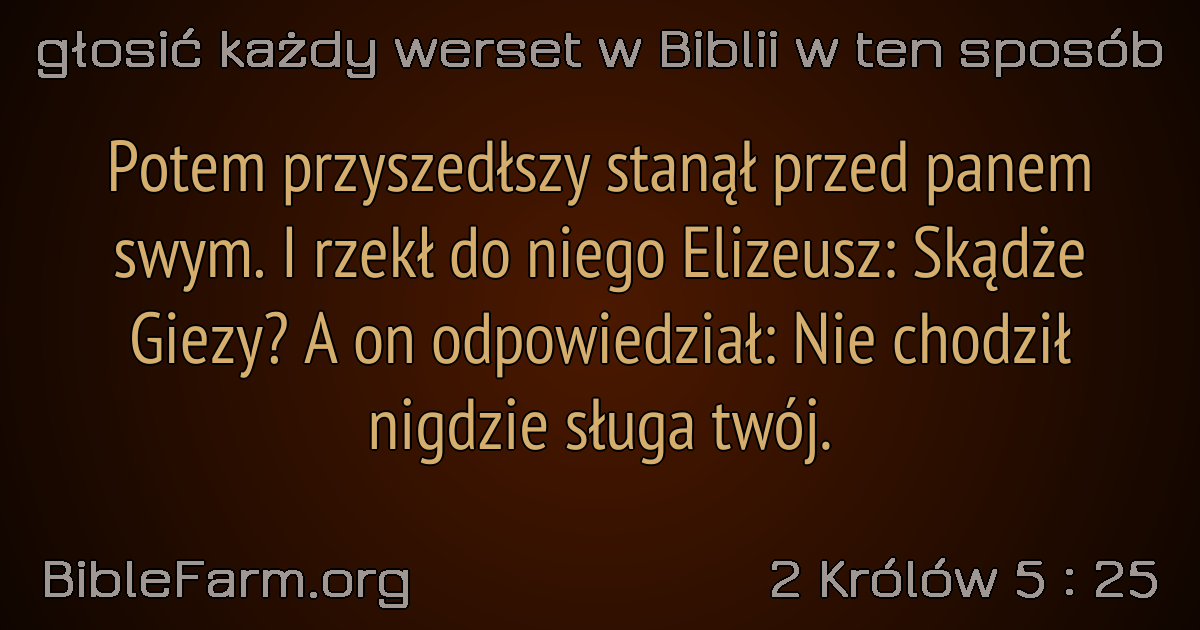 głosić każdy werset w Biblii w ten sposób
Potem przyszedłszy stanął przed panem
swym. I rzekł do niego Elizeusz: Skądże
Giezy? A on odpowiedział: Nie chodził
nigdzie sługa twój.
BibleFarm.org
2 Królów 5 : 25